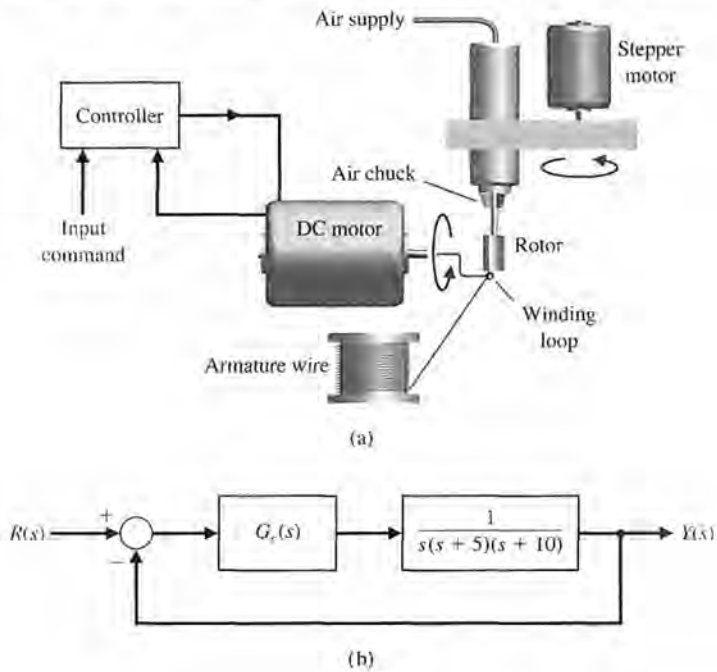 Air supply
Stepper
motor
Controller
Air chuck
Input
command
DC motor
Rotor
Winding
loop
Armature wire
(a)
R(s)
+
−
G_c(s)
1
s(s + 5)(s + 10)
Y(s)
(b)